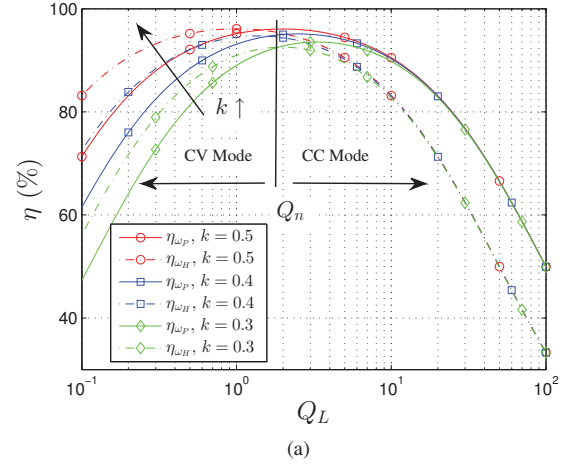 100
80
60
40
η (%)
k ↑
CV Mode
CC Mode
Q_n
η_{ω_P}, k = 0.5
η_{ω_H}, k = 0.5
η_{ω_P}, k = 0.4
η_{ω_H}, k = 0.4
η_{ω_P}, k = 0.3
η_{ω_H}, k = 0.3
10^{-1} 10^0 10^1 10^2
Q_L
(a)